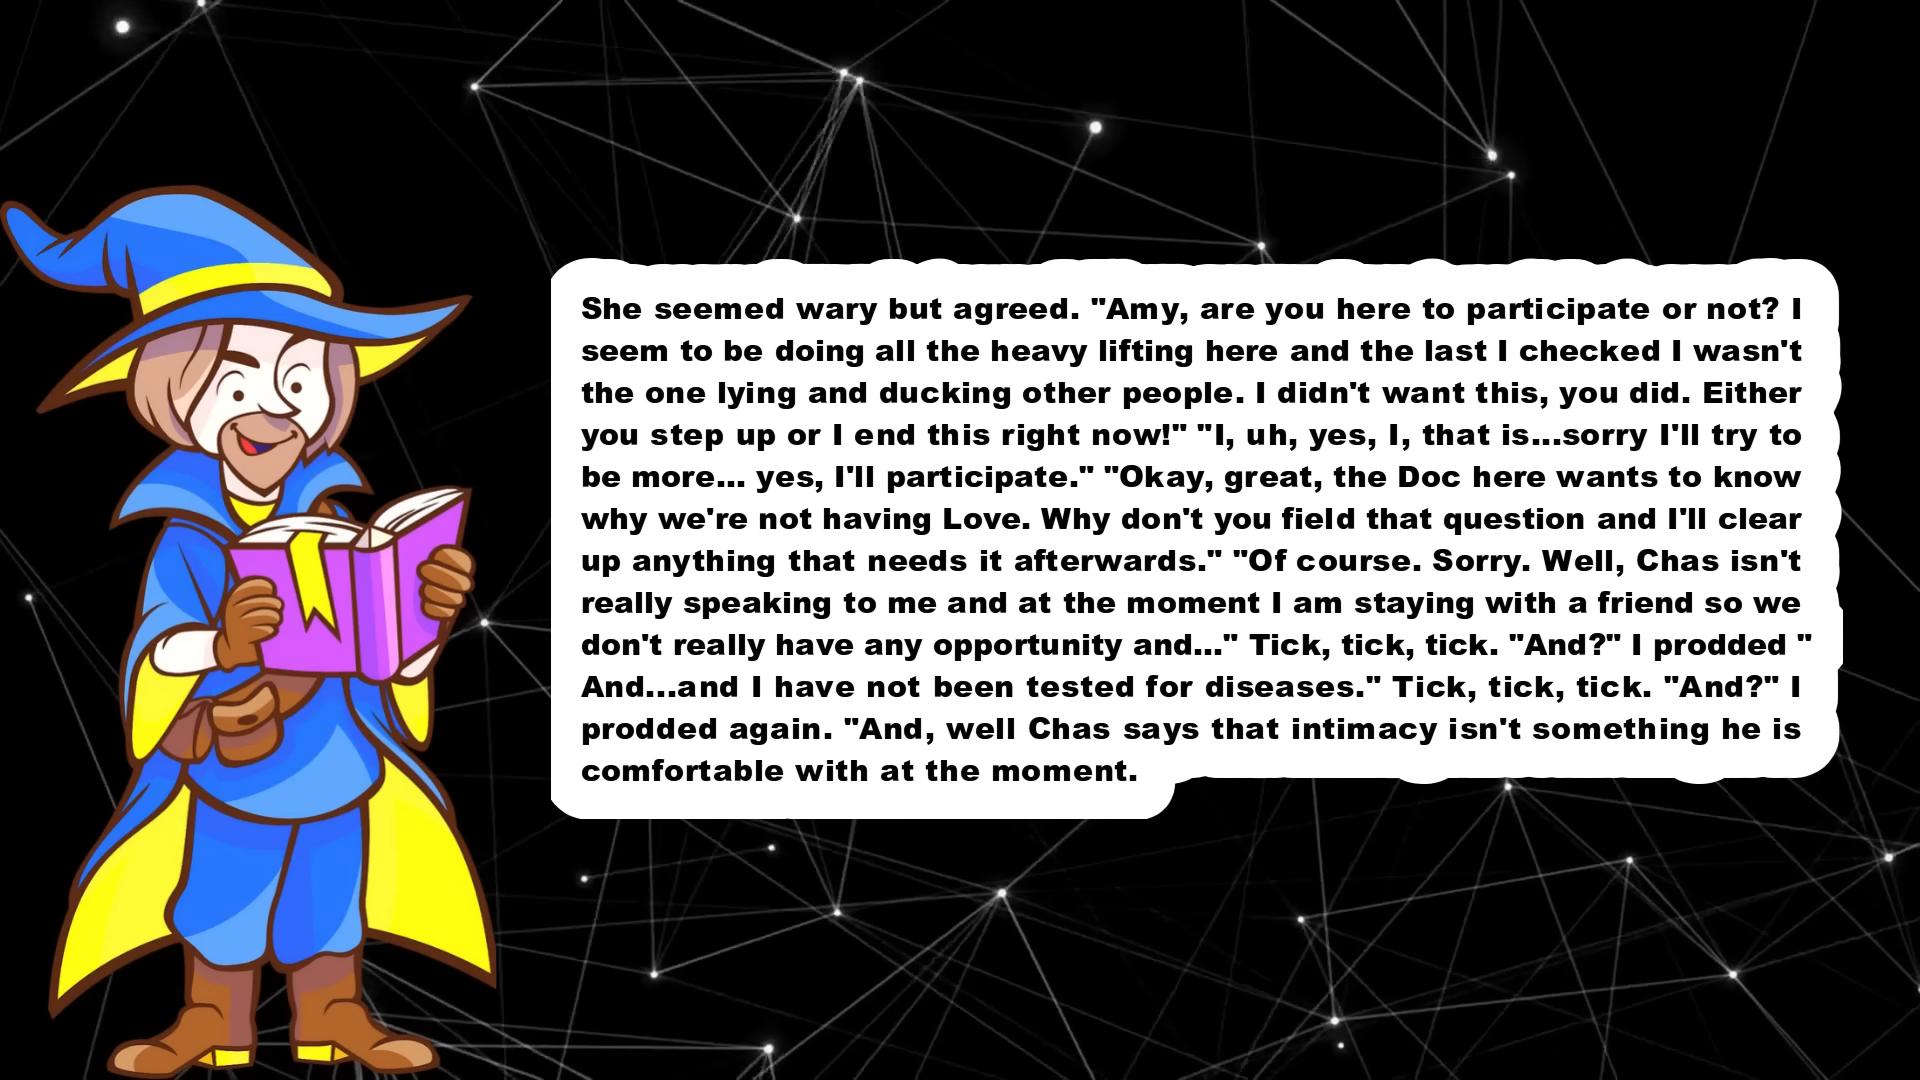 She seemed wary but agreed. "Amy, are you here to participate or not? I
seem to be doing all the heavy lifting here and the last I checked I wasn't
the one lying and ducking other people. I didn't want this, you did. Either
you step up or I end this right now!" "I, uh, yes, I, that is...sorry I'll try to
be more... yes, I'll participate." "Okay, great, the Doc here wants to know
why we're not having Love. Why don't you field that question and I'll clear
up anything that needs it afterwards." "Of course. Sorry. Well, Chas isn't
really speaking to me and at the moment I am staying with a friend so we
don't really have any opportunity and..." Tick, tick, tick. "And?" I prodded "
And...and I have not been tested for diseases." Tick, tick, tick. "And?" I
prodded again. "And, well Chas says that intimacy isn't something he is
comfortable with at the moment.